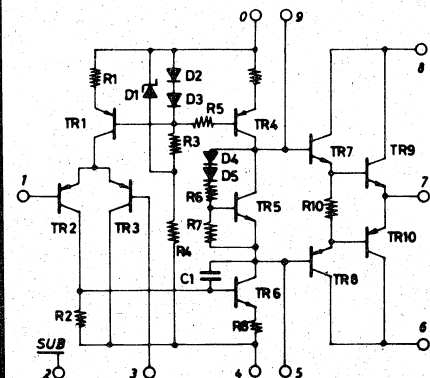 0 9
8
R1 D1 D2
D3
TR1 R5 TR4
R3 TR7 TR9
D4
D5
1 R6 7
TR5 R10
TR2 TR3 R7 TR10
R4
C1
TR8
TR6
R2
R8
SUB 6
2 3 4 5